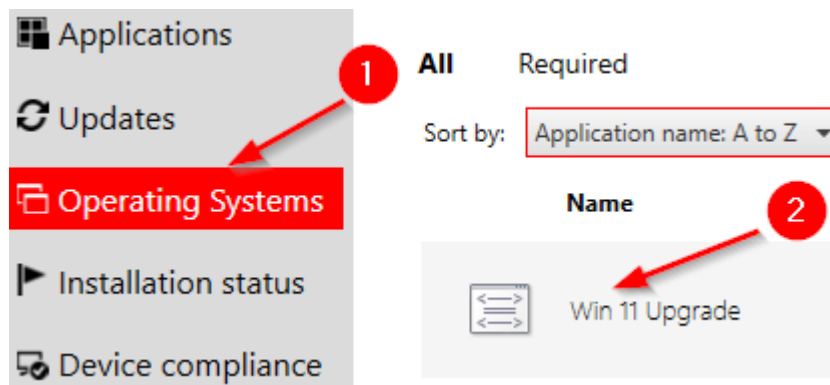 Applications
Updates
Operating Systems
Installation status
Device compliance
1
All Required
Sort by: Application name: A to Z
Name
2
Win 11 Upgrade